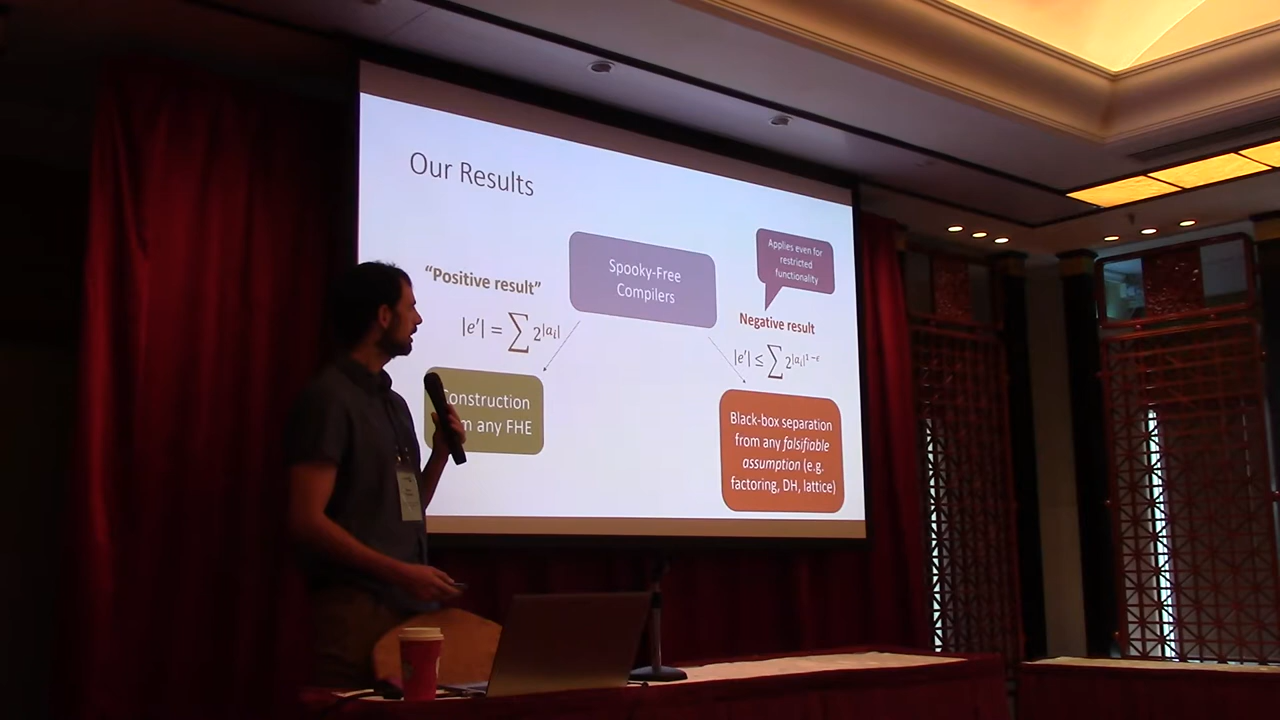 Our Results
Spooky-Free
Compilers
Applies even for
restricted
functionality
"Positive result"
|e′| = ∑ 2^|a_i|
Negative result
|e′| ≤ ∑ 2^|a_i|^1−ϵ
Construction
any FHE
Black-box separation
from any falsifiable
assumption (e.g.
factoring, DH, lattice)